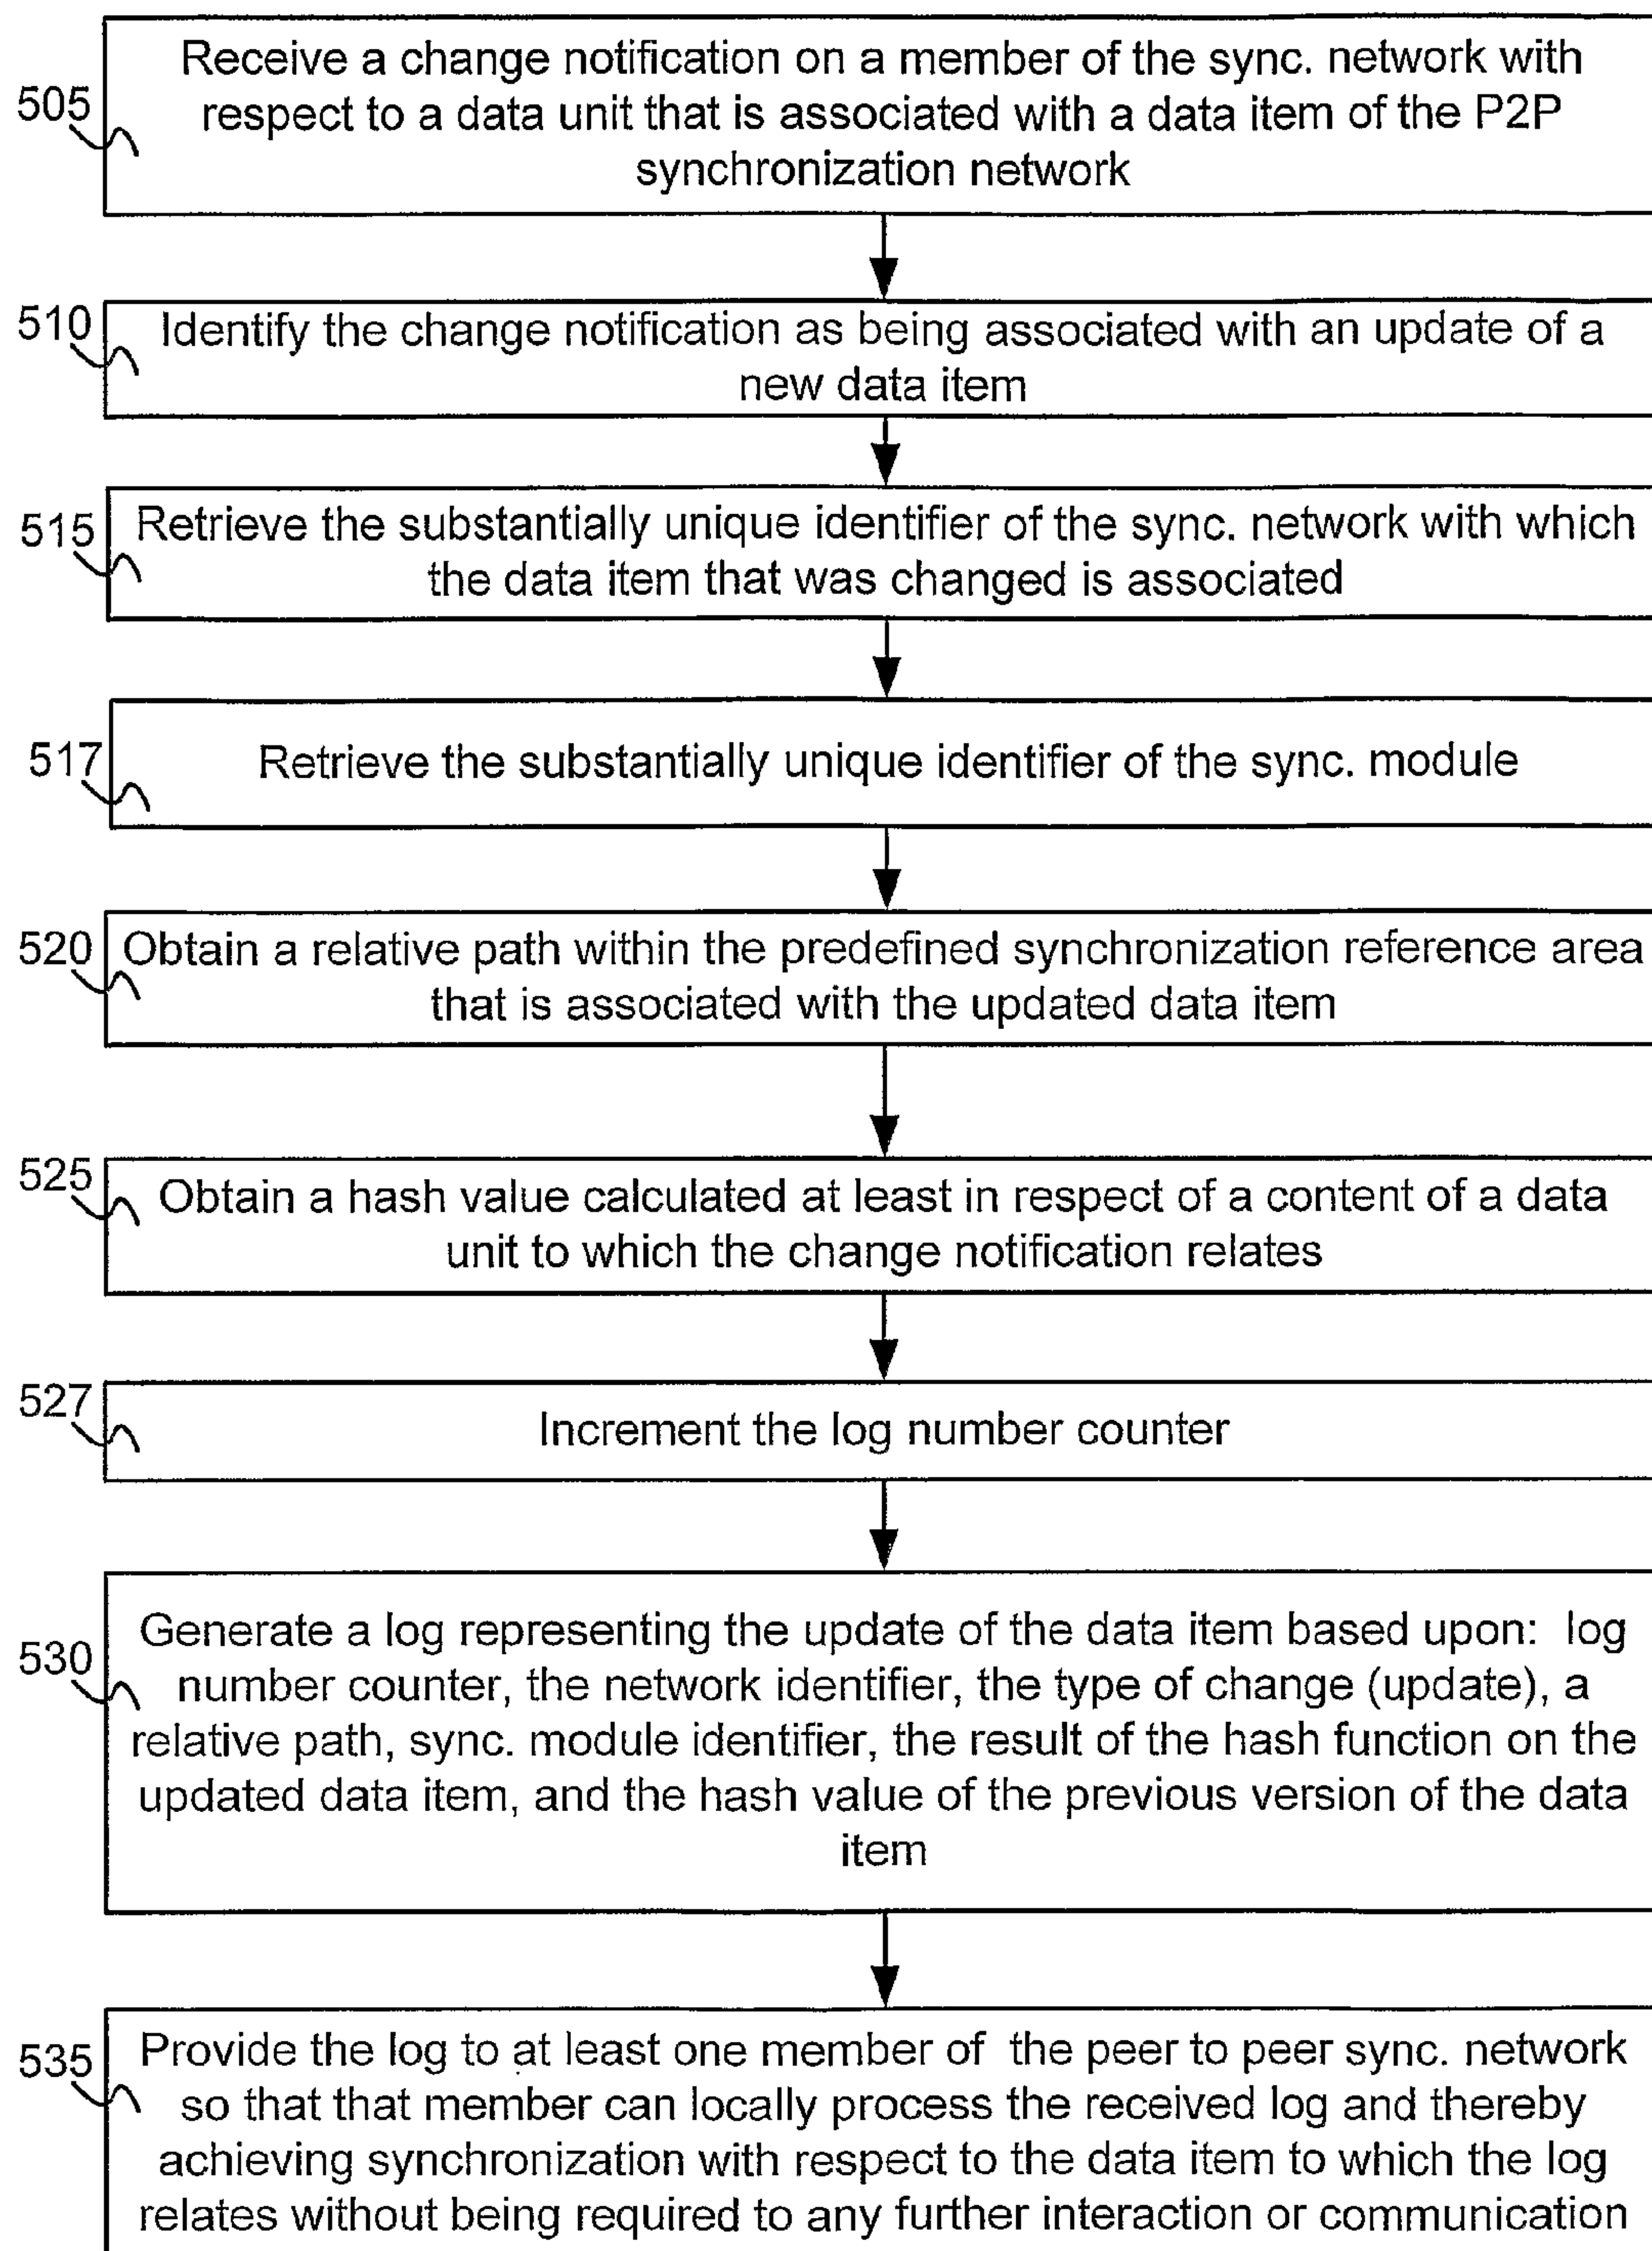 505
Receive a change notification on a member of the sync. network with
respect to a data unit that is associated with a data item of the P2P
synchronization network
510
Identify the change notification as being associated with an update of a
new data item
515
Retrieve the substantially unique identifier of the sync. network with which
the data item that was changed is associated
517
Retrieve the substantially unique identifier of the sync. module
520
Obtain a relative path within the predefined synchronization reference area
that is associated with the updated data item
525
Obtain a hash value calculated at least in respect of a content of a data
unit to which the change notification relates
527
Increment the log number counter
530
Generate a log representing the update of the data item based upon: log
number counter, the network identifier, the type of change (update), a
relative path, sync. module identifier, the result of the hash function on the
updated data item, and the hash value of the previous version of the data
item
535
Provide the log to at least one member of the peer to peer sync. network
so that that member can locally process the received log and thereby
achieving synchronization with respect to the data item to which the log
relates without being required to any further interaction or communication